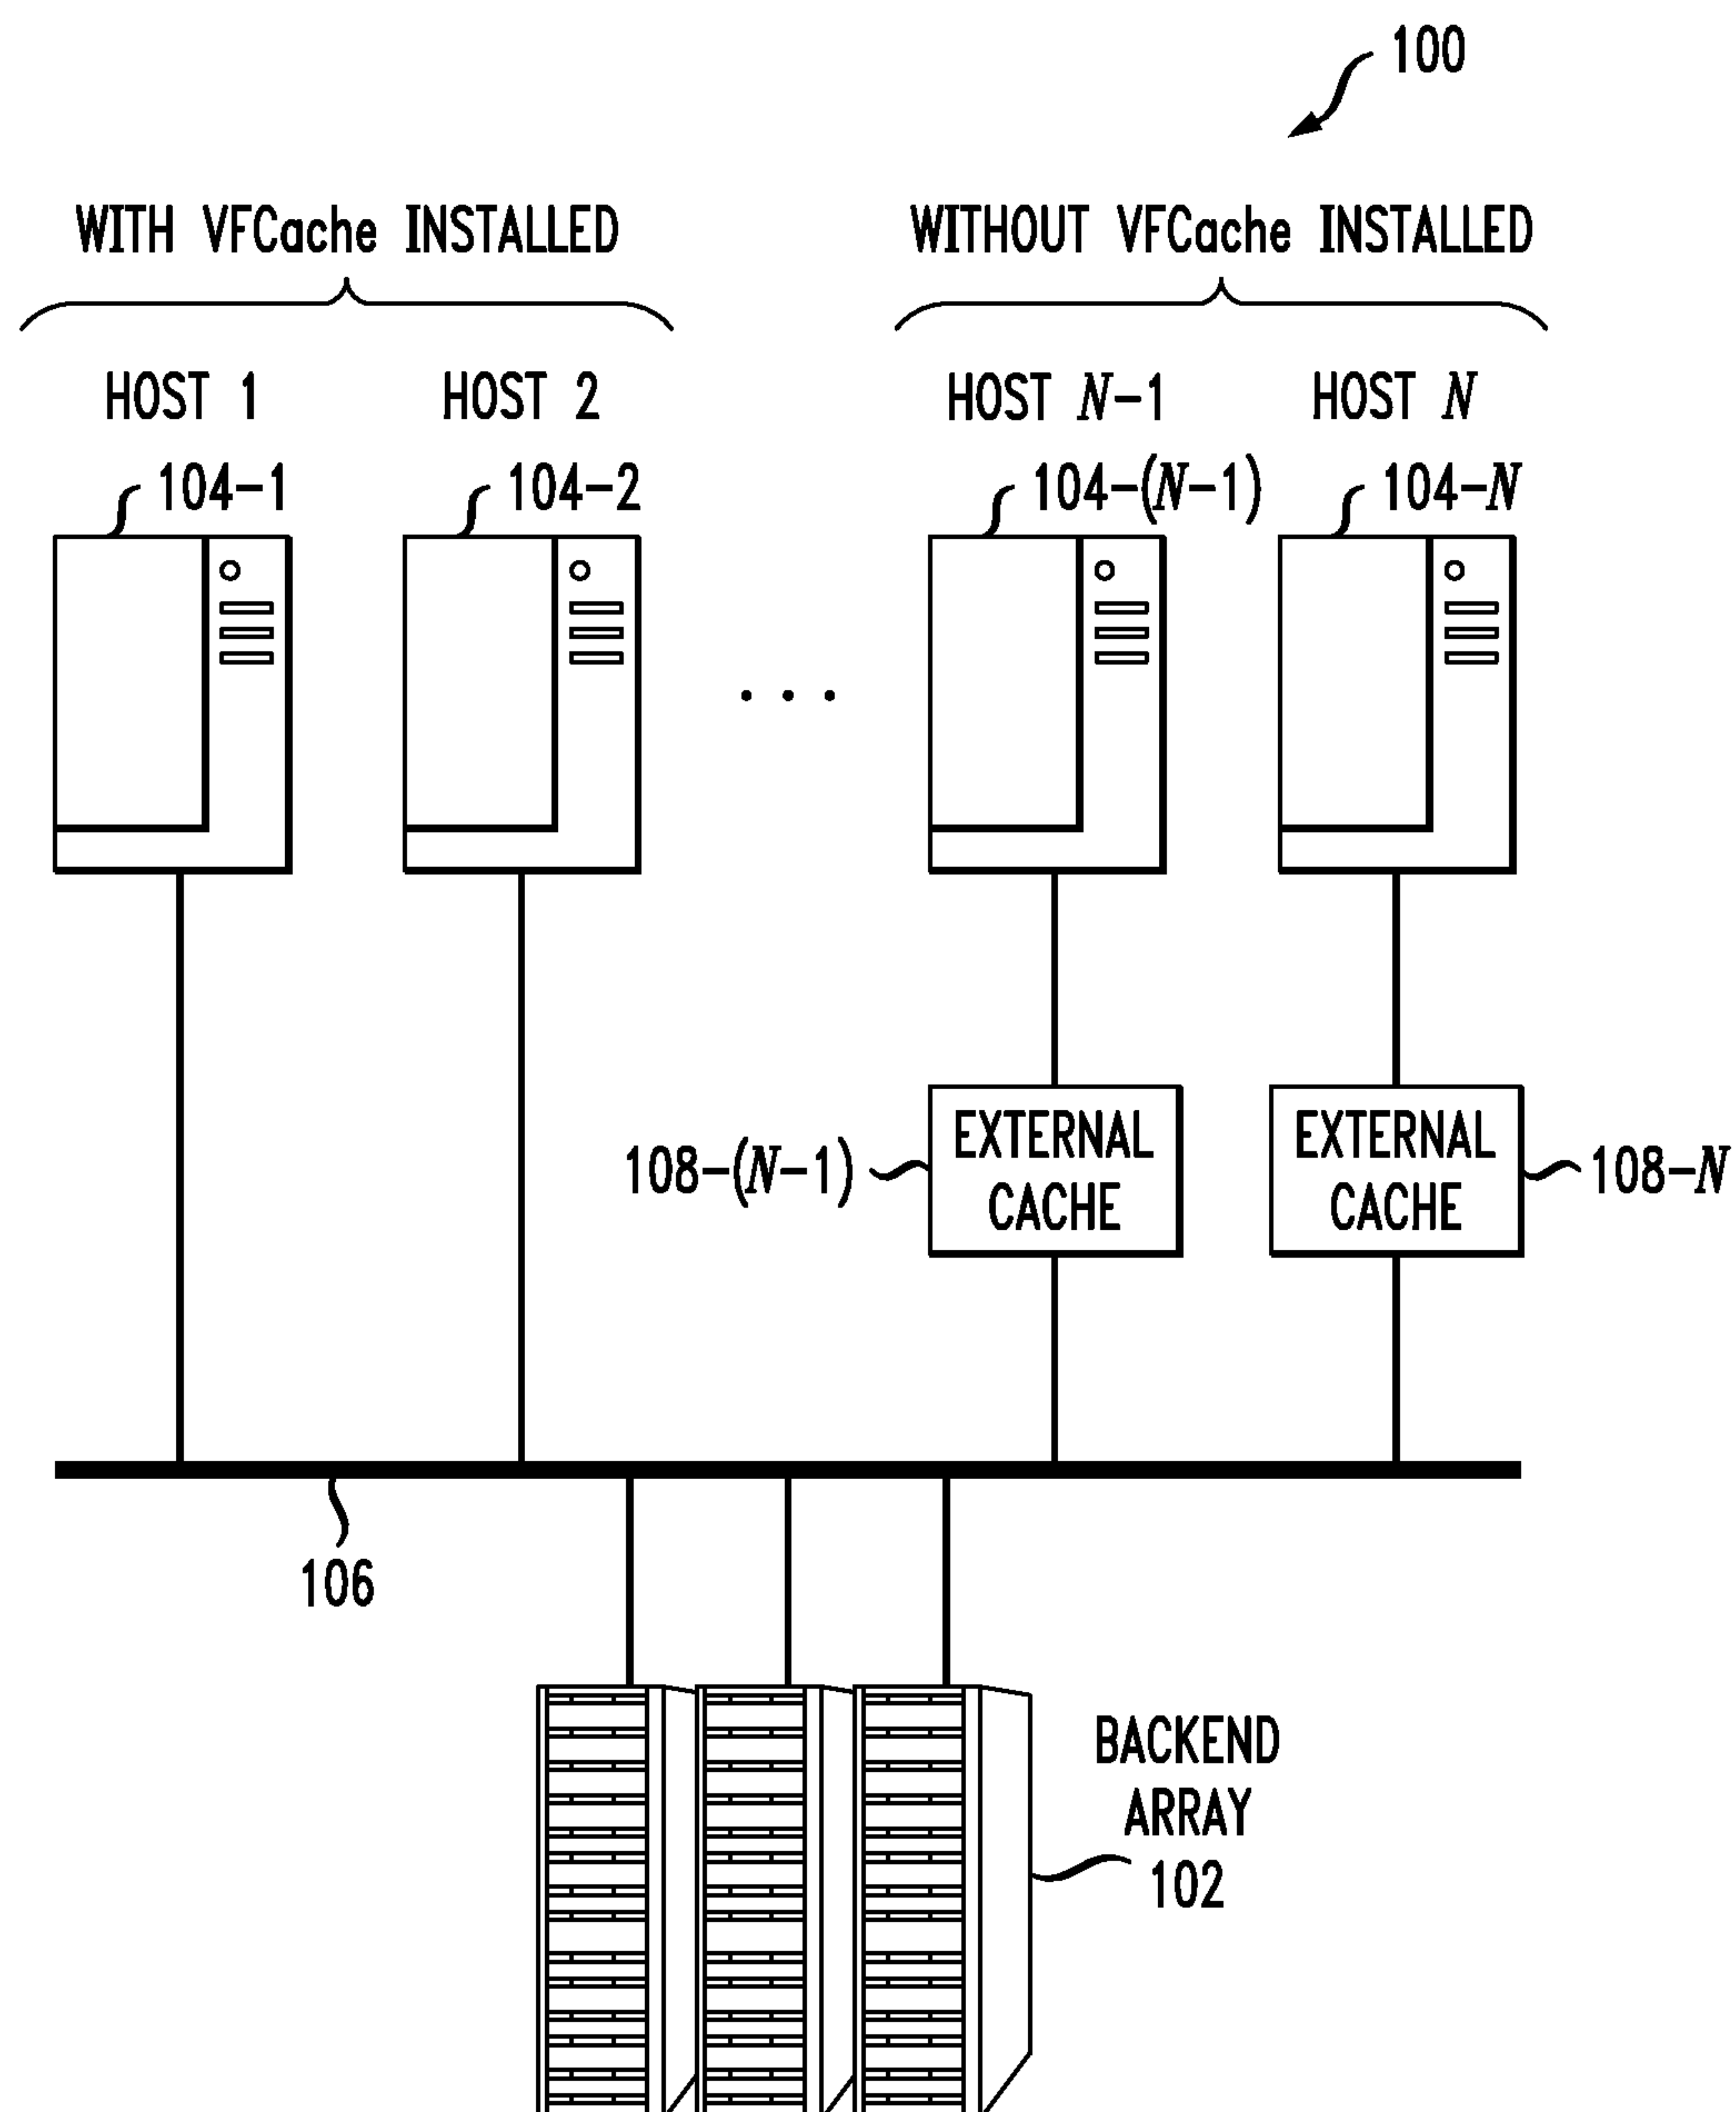 100
WITH VFCache INSTALLED
WITHOUT VFCache INSTALLED
HOST 1
HOST 2
HOST N-1
HOST N
104-1
104-2
104-(N-1)
104-N
...
EXTERNAL
CACHE
EXTERNAL
CACHE
108-(N-1)
108-N
106
BACKEND
ARRAY
102